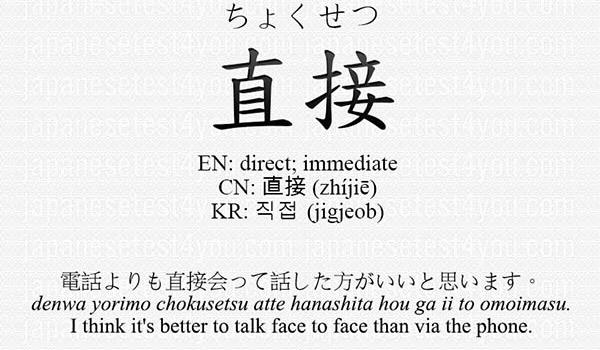 ちょくせつ
直接
EN: direct; immediate
CN: 直接 (zhíjiē)
KR: 직접 (jigjeob)
電話よりも直接会って話した方がいいと思います。
denwa yorimo chokusetsu atte hanashita hou ga ii to omoimasu.
I think it's better to talk face to face than via the phone.